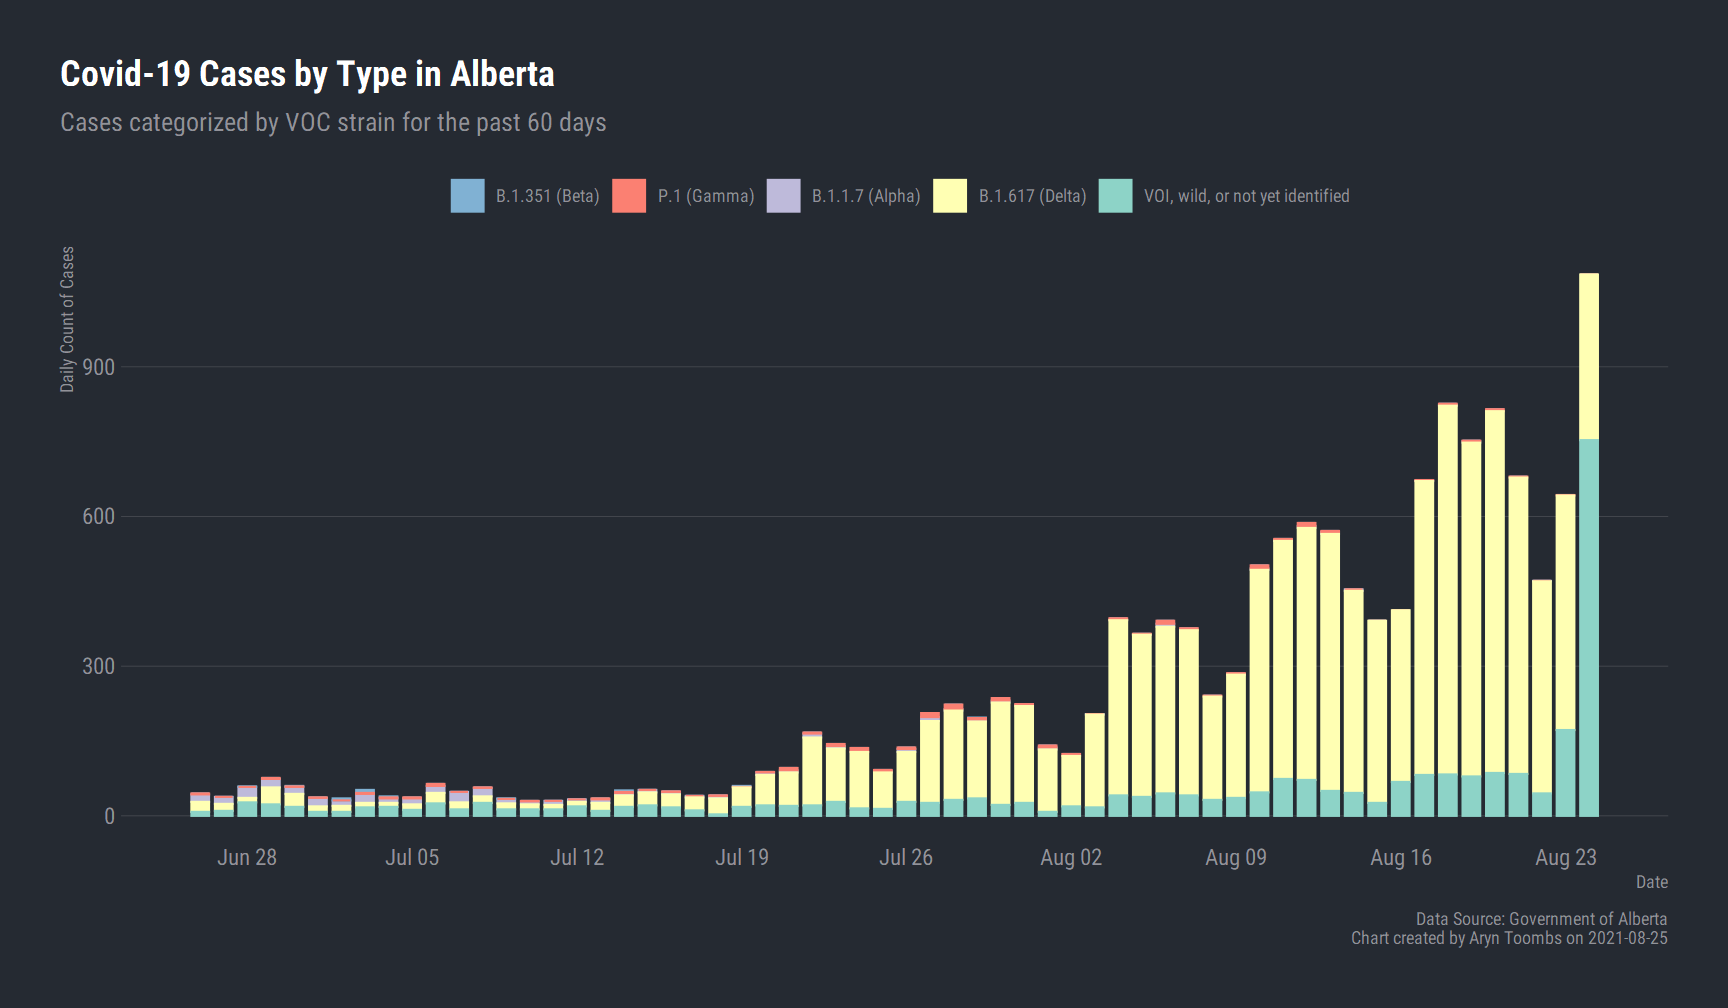 Covid-19 Cases by Type in Alberta
Cases categorized by VOC strain for the past 60 days
B.1.351 (Beta) P.1 (Gamma) B.1.1.7 (Alpha) B.1.617 (Delta) VOI, wild, or not yet identified
Daily Count of Cases
900
600
300
0
Jun 28 Jul 05 Jul 12 Jul 19 Jul 26 Aug 02 Aug 09 Aug 16 Aug 23
Date
Data Source: Government of Alberta
Chart created by Aryn Toombs on 2021-08-25